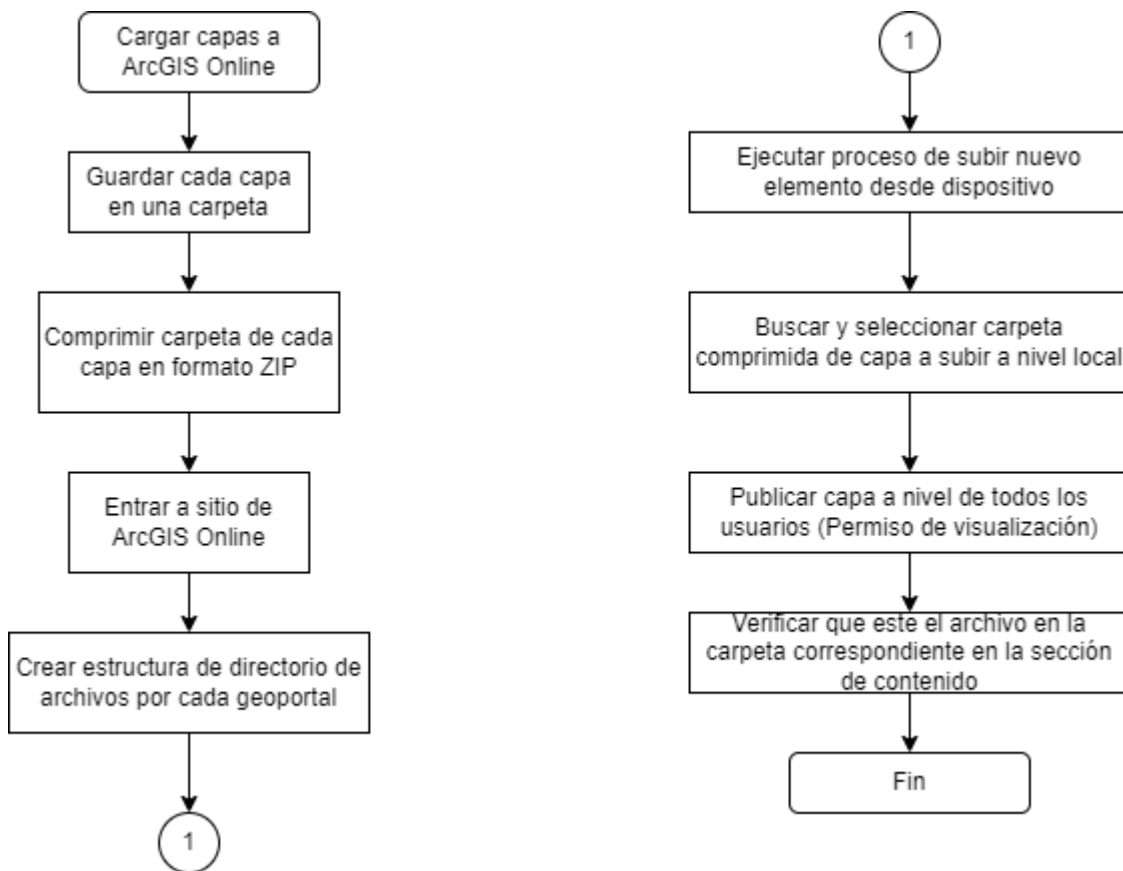 Cargar capas a
ArcGIS Online
Guardar cada capa
en una carpeta
Comprimir carpeta de cada
capa en formato ZIP
Entrar a sitio de
ArcGIS Online
Crear estructura de directorio de
archivos por cada geoportal
1
1
Ejecutar proceso de subir nuevo
elemento desde dispositivo
Buscar y seleccionar carpeta
comprimida de capa a subir a nivel local
Publicar capa a nivel de todos los
usuarios (Permiso de visualización)
Verificar que este el archivo en la
carpeta correspondiente en la sección
de contenido
Fin